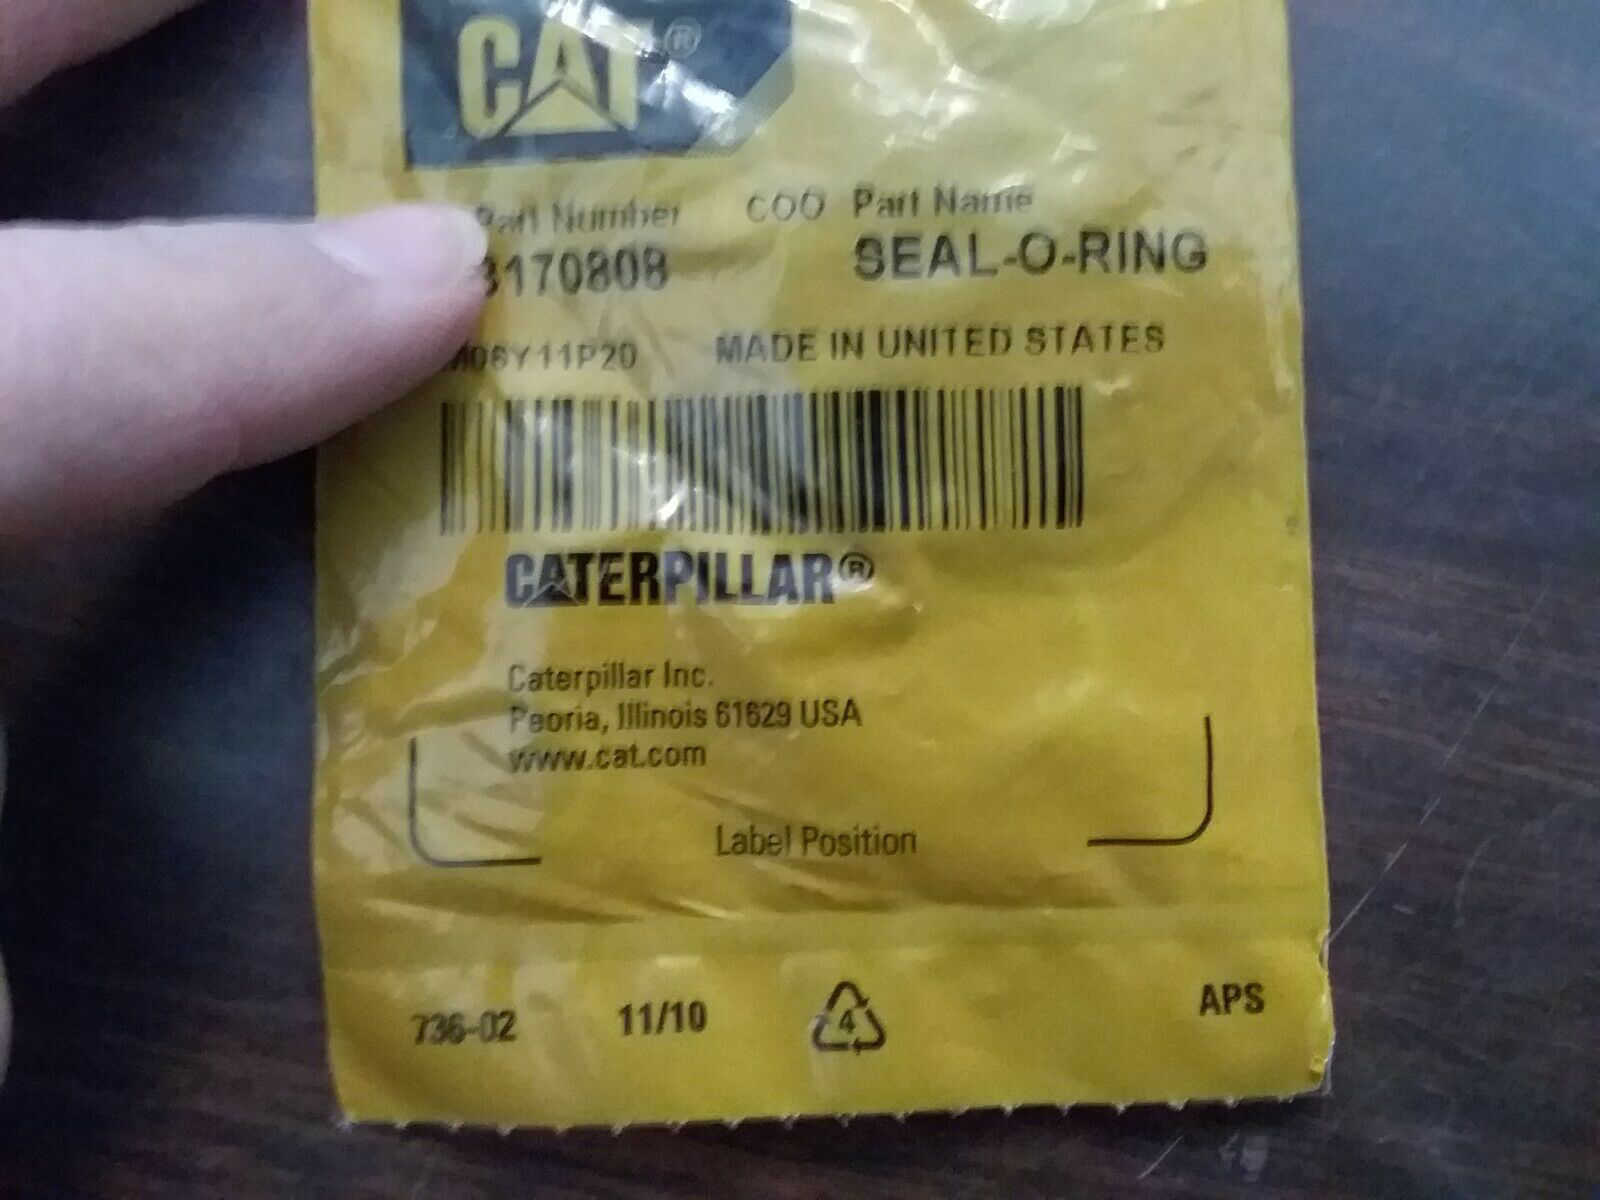 CAT®
Part Number COO Part Name
3170808 SEAL-O-RING
M06Y11P20 MADE IN UNITED STATES
CATERPILLAR®
Caterpillar Inc.
Peoria, Illinois 61629 USA
www.cat.com
Label Position
736-02 11/10 4 APS